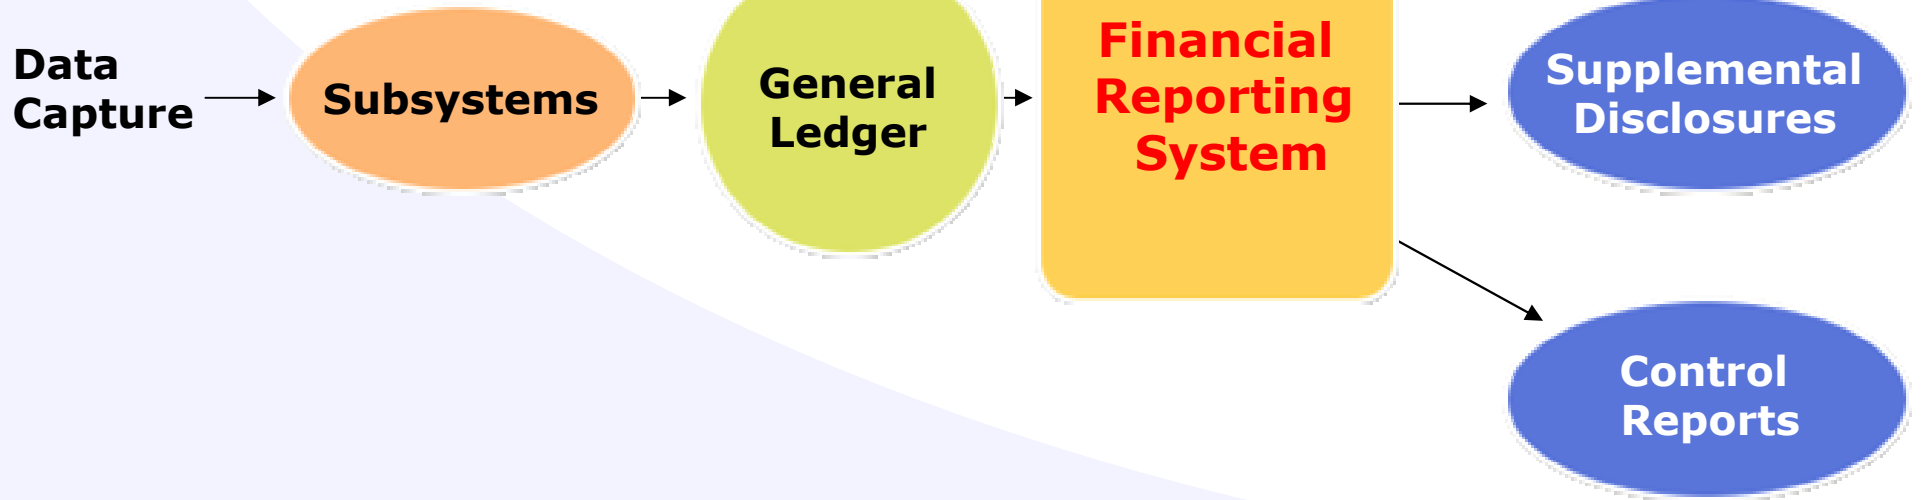 Data
Capture
Subsystems
General
Ledger
Financial
Reporting
System
Supplemental
Disclosures
Control
Reports